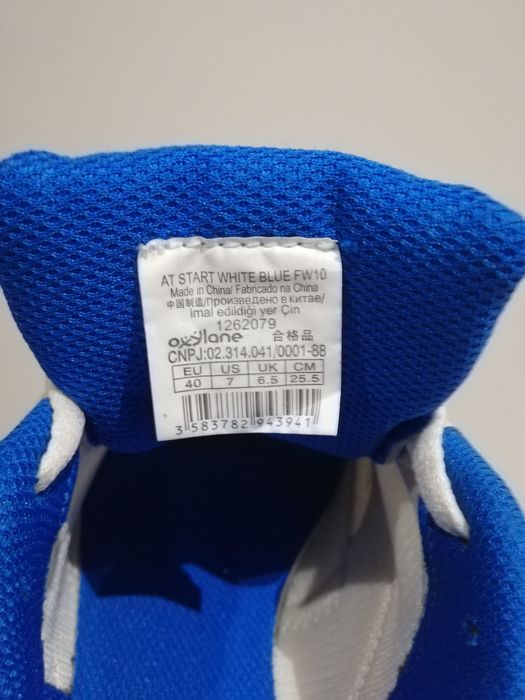 AT START WHITE BLUE FW10
Made in China/ Fabricado na China
中国制造/Произведено в китае/
imal edildiği yer Çin
1262079
oxylane 合格品
CNPJ:02.314.041/0001-88
EU US UK CM
40 7 6.5 25.5
3 583782 943941